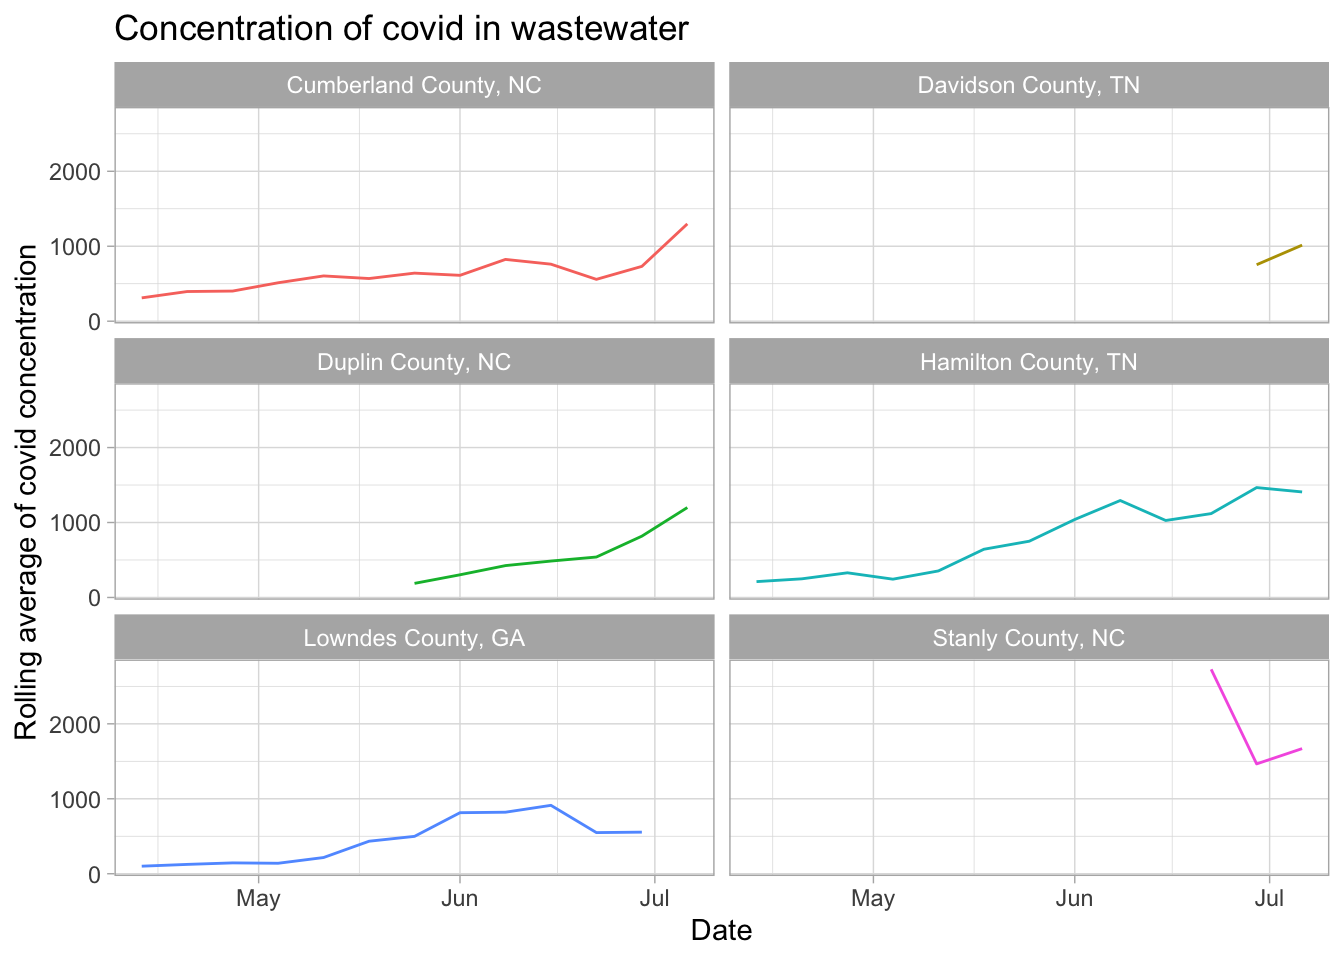 Concentration of covid in wastewater
Cumberland County, NC
Davidson County, TN
2000
1000
0
Duplin County, NC
Hamilton County, TN
2000
1000
0
Lowndes County, GA
Stanly County, NC
2000
1000
0
May
Jun
Jul
May
Jun
Jul
Date
Rolling average of covid concentration